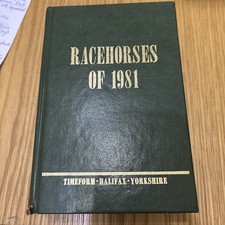 RACEHORSES
OF 1981
TIMEFORM · HALIFAX · YORKSHIRE